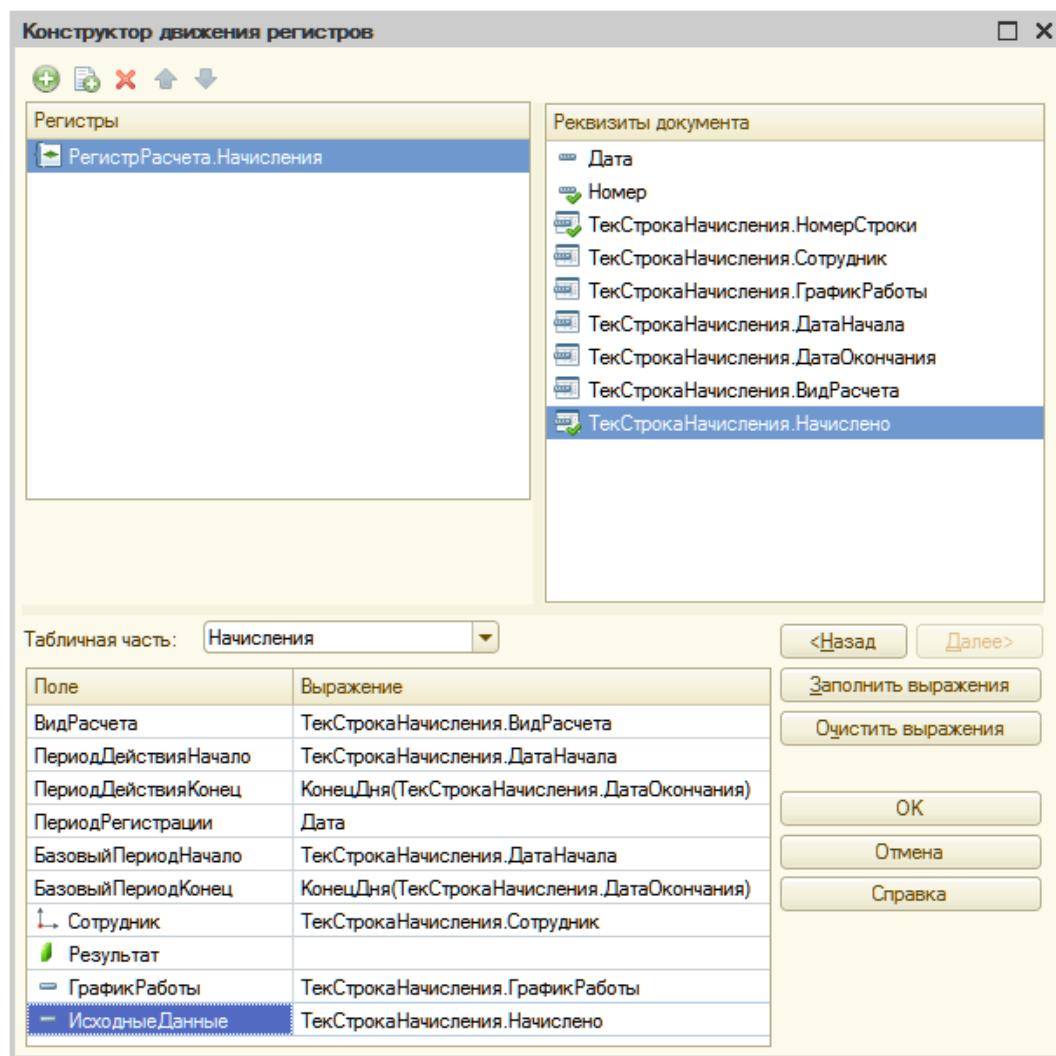 Конструктор движения регистров
Регистры
РегистрРасчета.Начисления
Реквизиты документа
Дата
Номер
ТекСтрокаНачисления.НомерСтроки
ТекСтрокаНачисления.Сотрудник
ТекСтрокаНачисления.ГрафикРаботы
ТекСтрокаНачисления.ДатаНачала
ТекСтрокаНачисления.ДатаОкончания
ТекСтрокаНачисления.ВидРасчета
ТекСтрокаНачисления.Начислено
Табличная часть: Начисления
<Назад Далее>
Заполнить выражения
Очистить выражения
ОК
Отмена
Справка
Поле Выражение
ВидРасчета ТекСтрокаНачисления.ВидРасчета
ПериодДействияНачало ТекСтрокаНачисления.ДатаНачала
ПериодДействияКонец КонецДня(ТекСтрокаНачисления.ДатаОкончания)
ПериодРегистрации Дата
БазовыйПериодНачало ТекСтрокаНачисления.ДатаНачала
БазовыйПериодКонец КонецДня(ТекСтрокаНачисления.ДатаОкончания)
Сотрудник ТекСтрокаНачисления.Сотрудник
Результат
ГрафикРаботы ТекСтрокаНачисления.ГрафикРаботы
ИсходныеДанные ТекСтрокаНачисления.Начислено